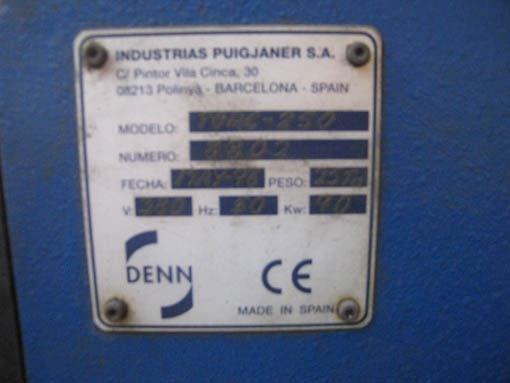 INDUSTRIAS PUIGJANER S.A.
C/ Pintor Vila Cinca, 30
08213 Polinyà - BARCELONA - SPAIN
MODELO:
NUMERO:
FECHA: PESO:
V: Hz: Kw:
DENN CE
MADE IN SPAIN